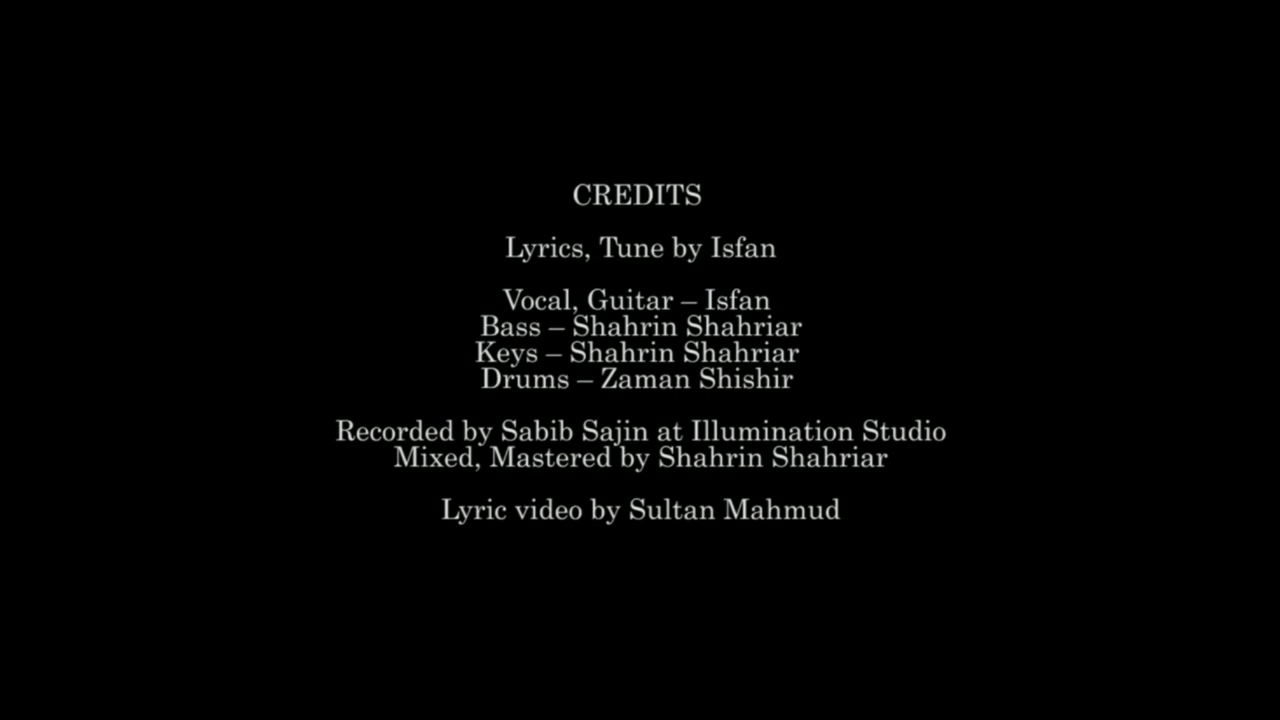 CREDITS
Lyrics, Tune by Isfan
Vocal, Guitar – Isfan
Bass – Shahrin Shahriar
Keys – Shahrin Shahriar
Drums – Zaman Shishir
Recorded by Sabib Sajin at Illumination Studio
Mixed, Mastered by Shahrin Shahriar
Lyric video by Sultan Mahmud